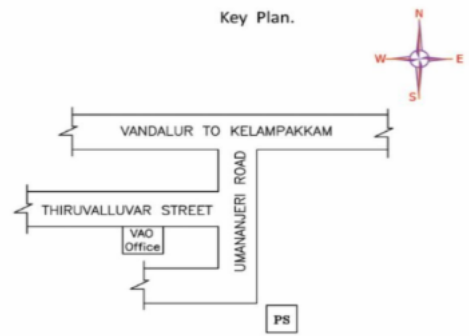 Key Plan.
N
W
E
S
VANDALUR TO KELAMPAKKAM
UMANANJERI ROAD
THIRUVALLUVAR STREET
VAO
Office
PS